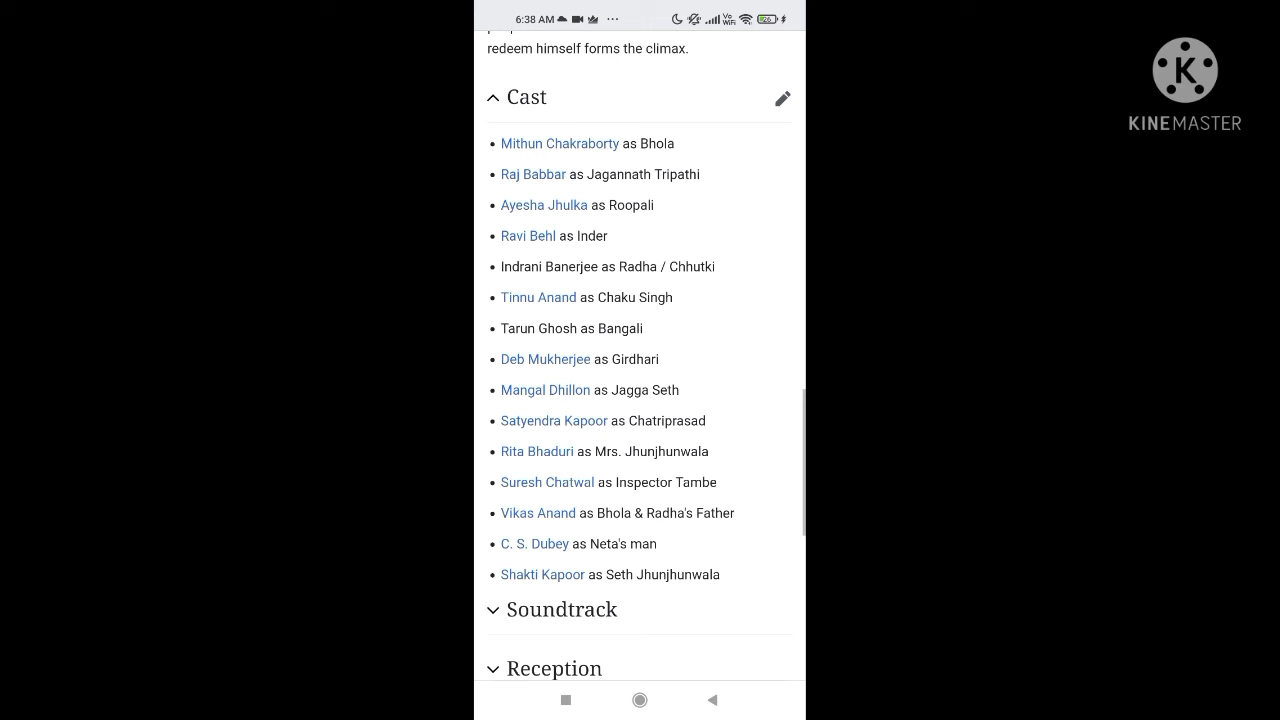 6:38 AM
Vo
WiFi
26
redeem himself forms the climax.
Cast
• Mithun Chakraborty as Bhola
• Raj Babbar as Jagannath Tripathi
• Ayesha Jhulka as Roopali
• Ravi Behl as Inder
• Indrani Banerjee as Radha / Chhutki
• Tinnu Anand as Chaku Singh
• Tarun Ghosh as Bangali
• Deb Mukherjee as Girdhari
• Mangal Dhillon as Jagga Seth
• Satyendra Kapoor as Chatriprasad
• Rita Bhaduri as Mrs. Jhunjhunwala
• Suresh Chatwal as Inspector Tambe
• Vikas Anand as Bhola & Radha's Father
• C. S. Dubey as Neta's man
• Shakti Kapoor as Seth Jhunjhunwala
Soundtrack
Reception
K
KINEMASTER